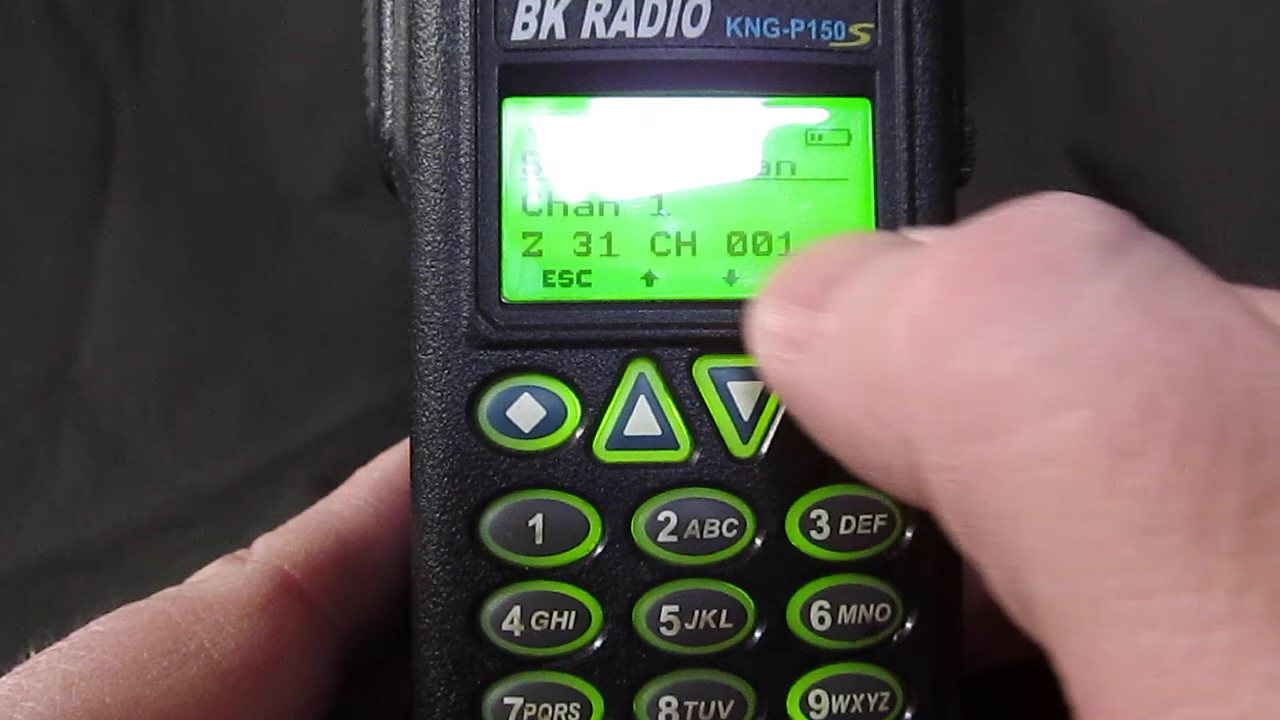 BK RADIO KNG-P150S
Chan 1
Z 31 CH 001
ESC
1 2 ABC 3 DEF
4 GHI 5 JKL 6 MNO
7 PQRS 8 TUV 9 WXYZ